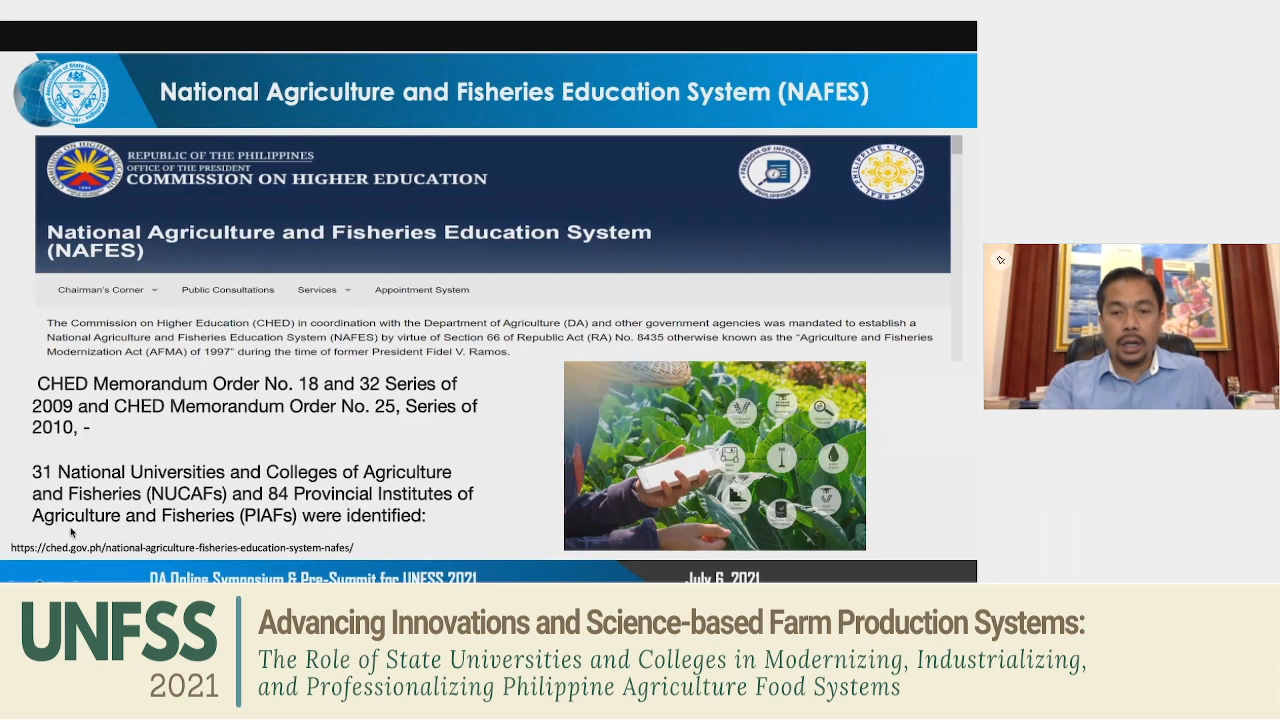 National Agriculture and Fisheries Education System (NAFES)
REPUBLIC OF THE PHILIPPINES
OFFICE OF THE PRESIDENT
COMMISSION ON HIGHER EDUCATION
FREEDOM OF INFORMATION
PHILIPPINES
PHILIPPINE TRANSPARENCY SEAL
National Agriculture and Fisheries Education System
(NAFES)
Chairman's Corner
Public Consultations
Services
Appointment System
The Commission on Higher Education (CHED) in coordination with the Department of Agriculture (DA) and other government agencies was mandated to establish a
National Agriculture and Fisheries Education System (NAFES) by virtue of Section 66 of Republic Act (RA) No. 8435 otherwise known as the "Agriculture and Fisheries
Modernization Act (AFMA) of 1997" during the time of former President Fidel V. Ramos.
CHED Memorandum Order No. 18 and 32 Series of
2009 and CHED Memorandum Order No. 25, Series of
2010, -
31 National Universities and Colleges of Agriculture
and Fisheries (NUCAFs) and 84 Provincial Institutes of
Agriculture and Fisheries (PIAFs) were identified:
https://ched.gov.ph/national-agriculture-fisheries-education-system-nafes/
DA Online Symposium & Pre-Summit for UNFSS 2021
July 6, 2021
UNFSS
2021
Advancing Innovations and Science-based Farm Production Systems:
The Role of State Universities and Colleges in Modernizing, Industrializing,
and Professionalizing Philippine Agriculture Food Systems